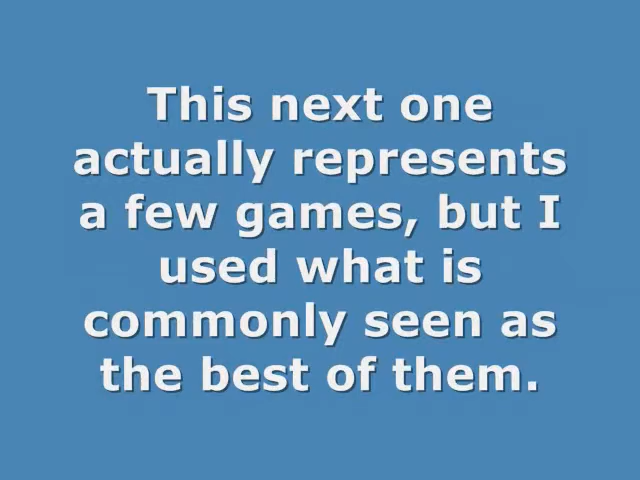 This next one
actually represents
a few games, but I
used what is
commonly seen as
the best of them.